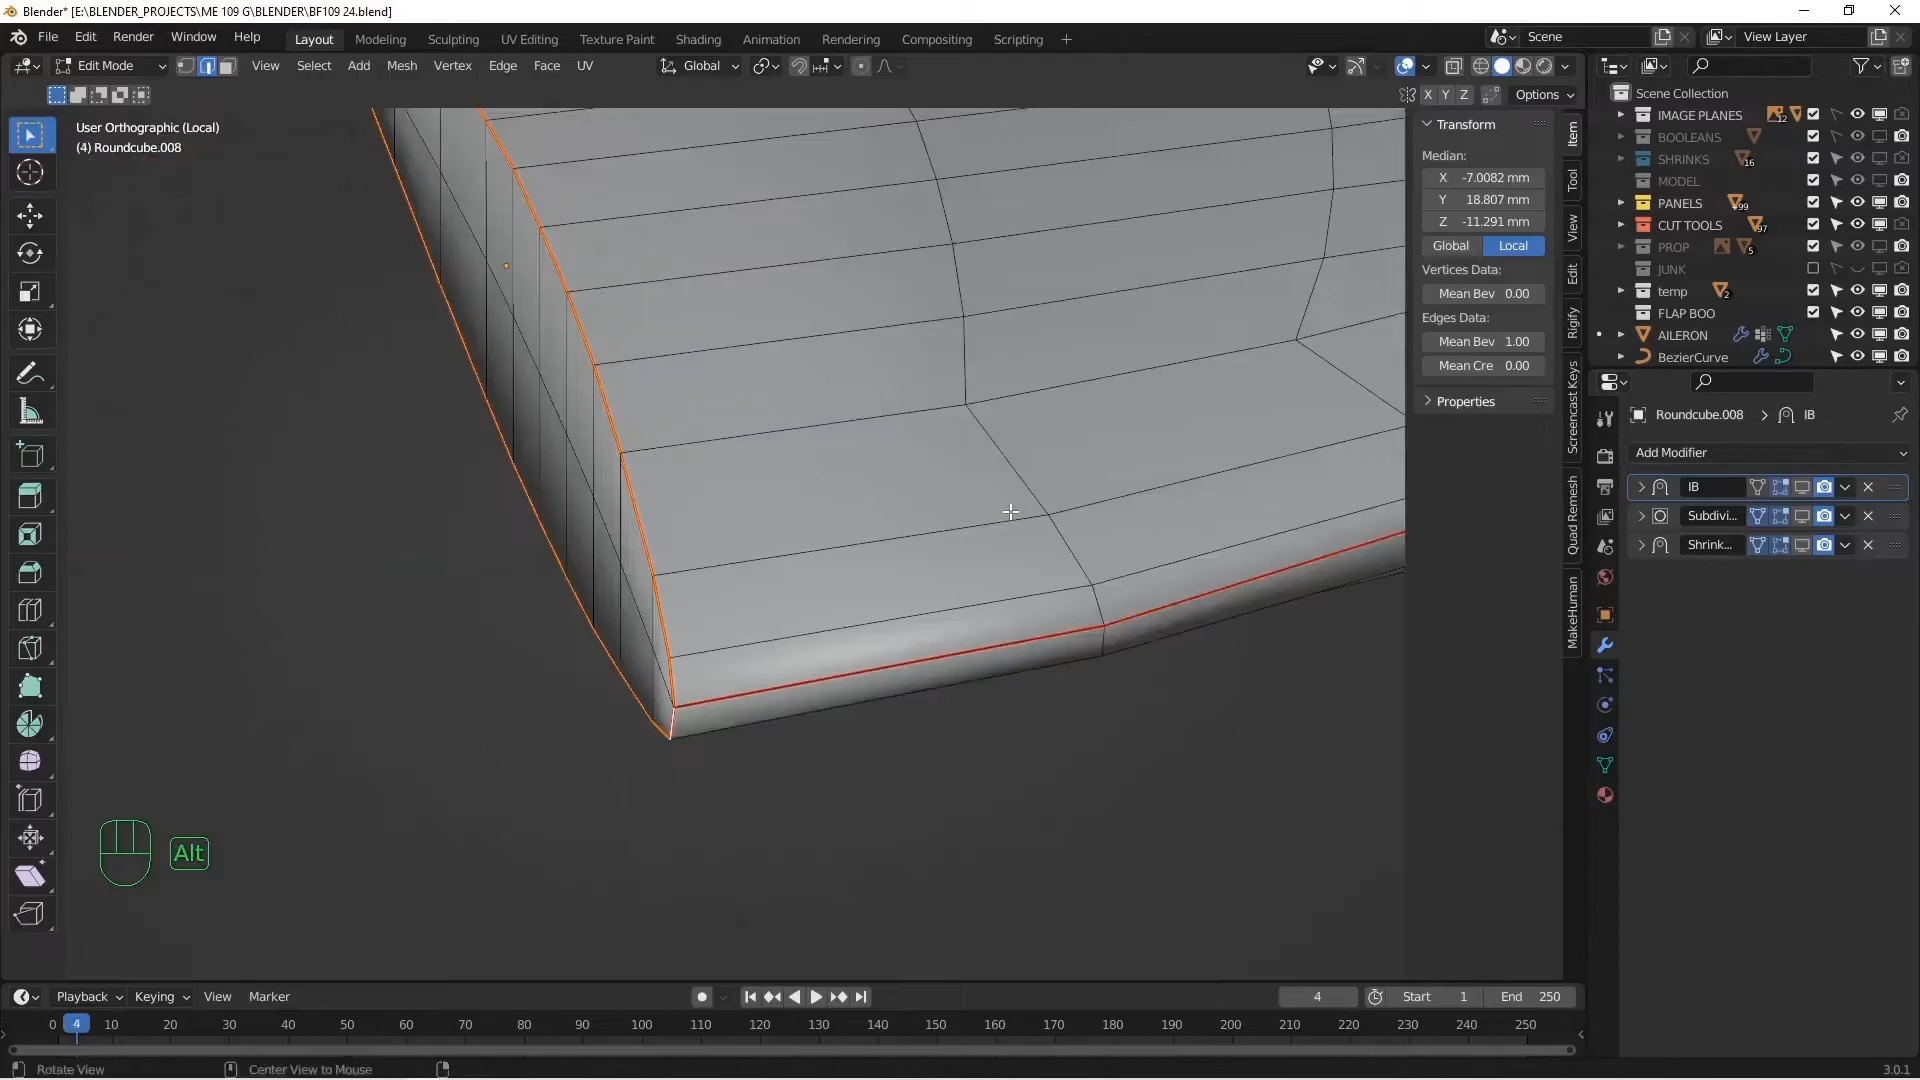 Blender* [E:\BLENDER_PROJECTS\ME 109 G\BLENDER\BF109 24.blend]
File Edit Render Window Help Layout Modeling Sculpting UV Editing Texture Paint Shading Animation Rendering Compositing Scripting + Scene View Layer
Edit Mode View Select Add Mesh Vertex Edge Face UV Global
X Y Z Options
User Orthographic (Local)
(4) Roundcube.008
Transform
Median:
X -7.0082 mm
Y 18.807 mm
Z -11.291 mm
Global Local
Vertices Data:
Mean Bev 0.00
Edges Data:
Mean Bev 1.00
Mean Cre 0.00
Properties
Item
Tool
View
Edit
Rigify
Screencast Keys
Quad Remesh
MakeHuman
Scene Collection
IMAGE PLANES 12
BOOLEANS
SHRINKS 16
MODEL
PANELS +99
CUT TOOLS 97
PROP 5
JUNK
temp 2
FLAP BOO
AILERON
BezierCurve
Roundcube.008 > IB
Add Modifier
IB
Subdivi...
Shrink...
Alt
Playback Keying View Marker 4 Start 1 End 250
0 4 10 20 30 40 50 60 70 80 90 100 110 120 130 140 150 160 170 180 190 200 210 220 230 240 250
Rotate View Center View to Mouse 3.0.1